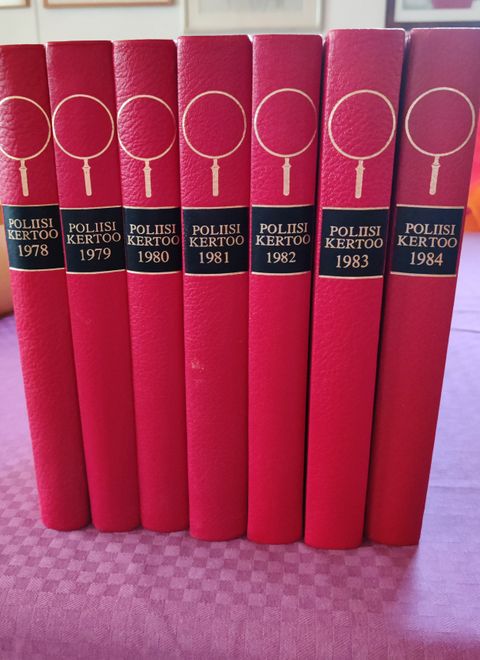 POLIISI
KERTOO
1978
POLIISI
KERTOO
1979
POLIISI
KERTOO
1980
POLIISI
KERTOO
1981
POLIISI
KERTOO
1982
POLIISI
KERTOO
1983
POLIISI
KERTOO
1984